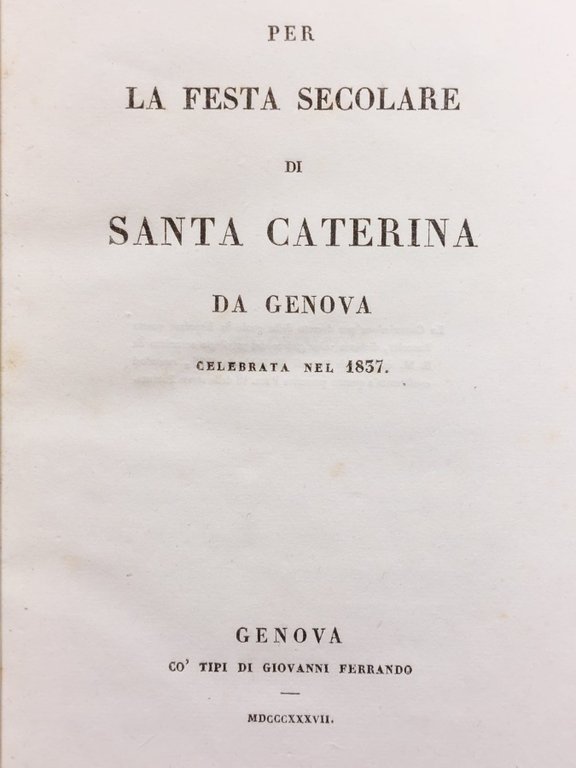 PER
LA FESTA SECOLARE
DI
SANTA CATERINA
DA GENOVA
CELEBRATA NEL 1837.
GENOVA
CO' TIPI DI GIOVANNI FERRANDO
MDCCCXXXVII.